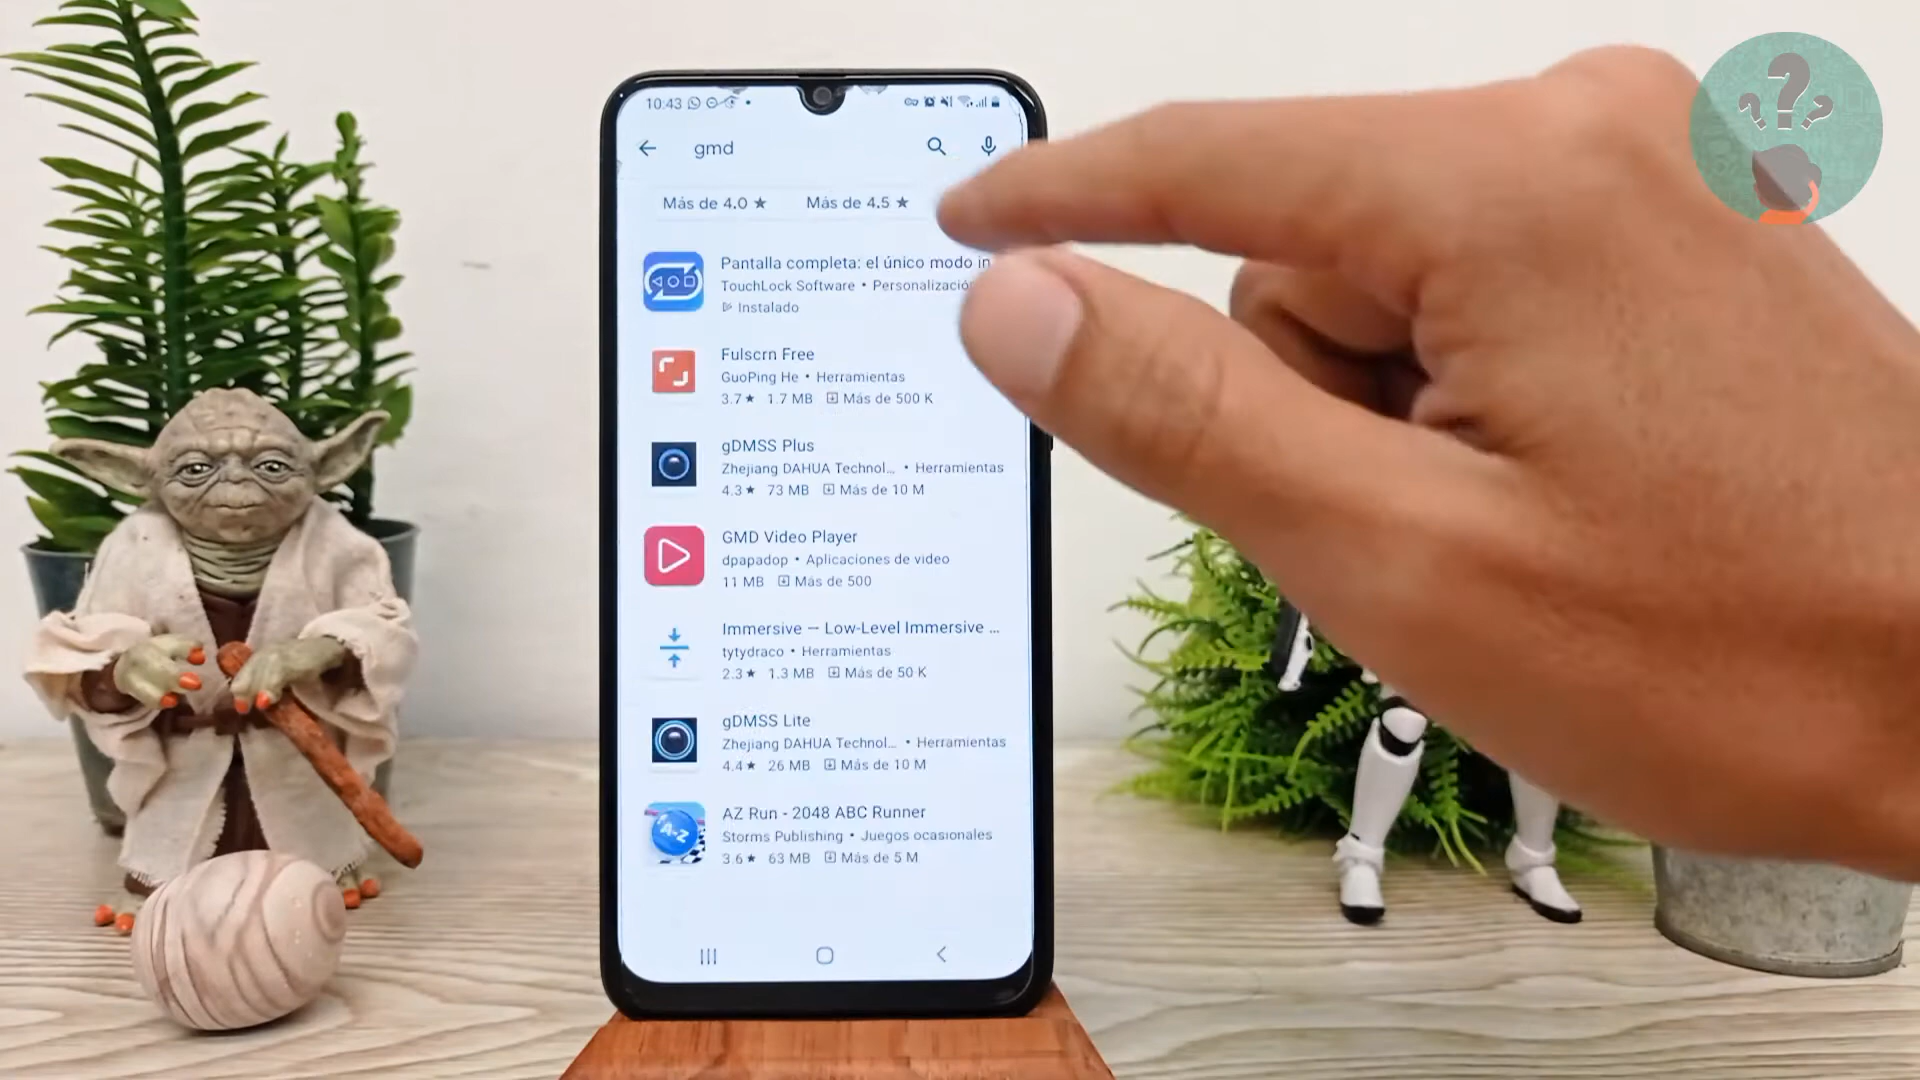 10:43
gmd
Más de 4.0 ★ Más de 4.5 ★
Pantalla completa: el único modo in
TouchLock Software • Personalizació
Instalado
Fulscrn Free
GuoPing He • Herramientas
3.7★ 1.7 MB Más de 500 K
gDMSS Plus
Zhejiang DAHUA Technol... • Herramientas
4.3★ 73 MB Más de 10 M
GMD Video Player
dpapadop • Aplicaciones de video
11 MB Más de 500
Immersive — Low-Level Immersive ...
tytydraco • Herramientas
2.3★ 1.3 MB Más de 50 K
gDMSS Lite
Zhejiang DAHUA Technol... • Herramientas
4.4★ 26 MB Más de 10 M
A-Z
AZ Run - 2048 ABC Runner
Storms Publishing • Juegos ocasionales
3.6★ 63 MB Más de 5 M